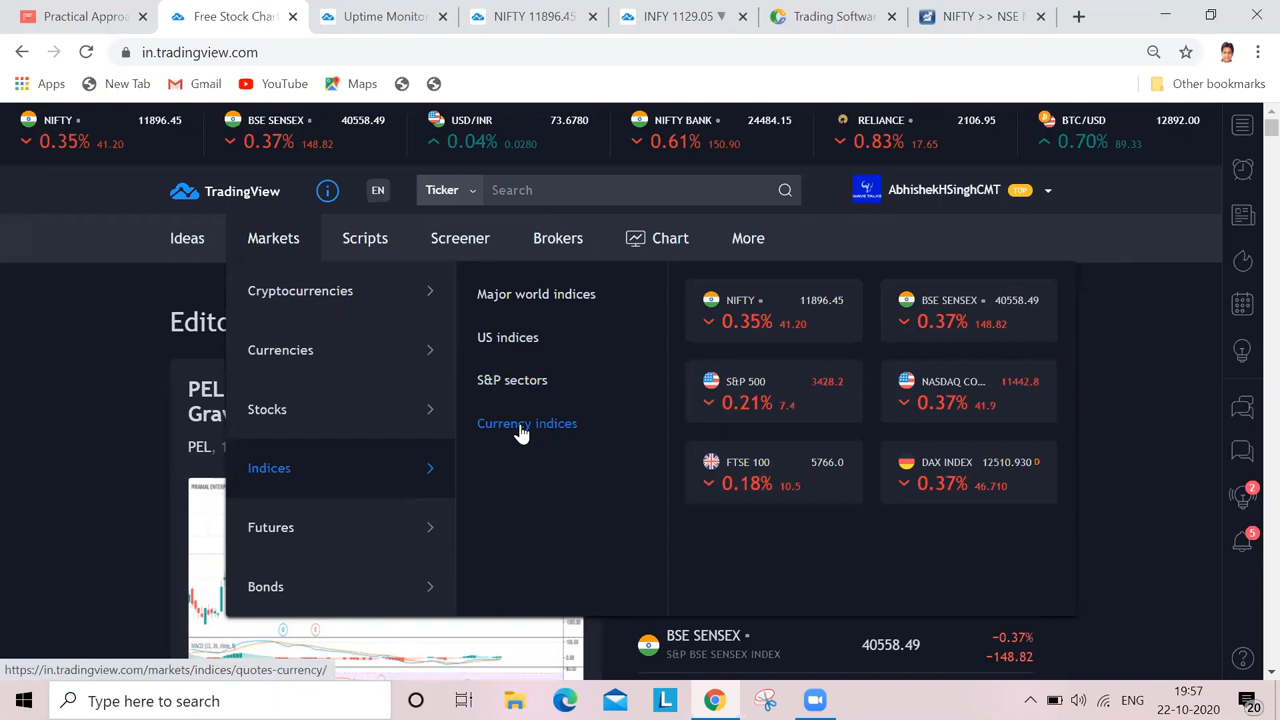 Practical Appro
Free Stock Char
Uptime Monitor
NIFTY 11896.45
INFY 1129.05 ▼
Trading Softwar
NIFTY >> NSE I
in.tradingview.com
Apps
New Tab
Gmail
YouTube
Maps
Other bookmarks
NIFTY 11896.45
0.35% 41.20
BSE SENSEX 40558.49
0.37% 148.82
USD/INR 73.6780
0.04% 0.0280
NIFTY BANK 24484.15
0.61% 150.90
RELIANCE 2106.95
0.83% 17.65
BTC/USD 12892.00
0.70% 89.33
TradingView
EN
Ticker
Search
AbhishekHSinghCMT TOP
Ideas
Markets
Scripts
Screener
Brokers
Chart
More
Cryptocurrencies
Currencies
Stocks
Indices
Futures
Bonds
Major world indices
US indices
S&P sectors
Currency indices
NIFTY 11896.45
0.35% 41.20
BSE SENSEX 40558.49
0.37% 148.82
S&P 500 3428.2
0.21% 7.4
NASDAQ CO... 11442.8
0.37% 41.9
FTSE 100 5766.0
0.18% 10.5
DAX INDEX 12510.930 D
0.37% 46.710
Edito
PEL
Grav
PEL, 1
D
E
BSE SENSEX 40558.49 −0.37%
S&P BSE SENSEX INDEX −148.82
2
5
https://in.tradingview.com/markets/indices/quotes-currency/
Type here to search
ENG
19:57
22-10-2020
20